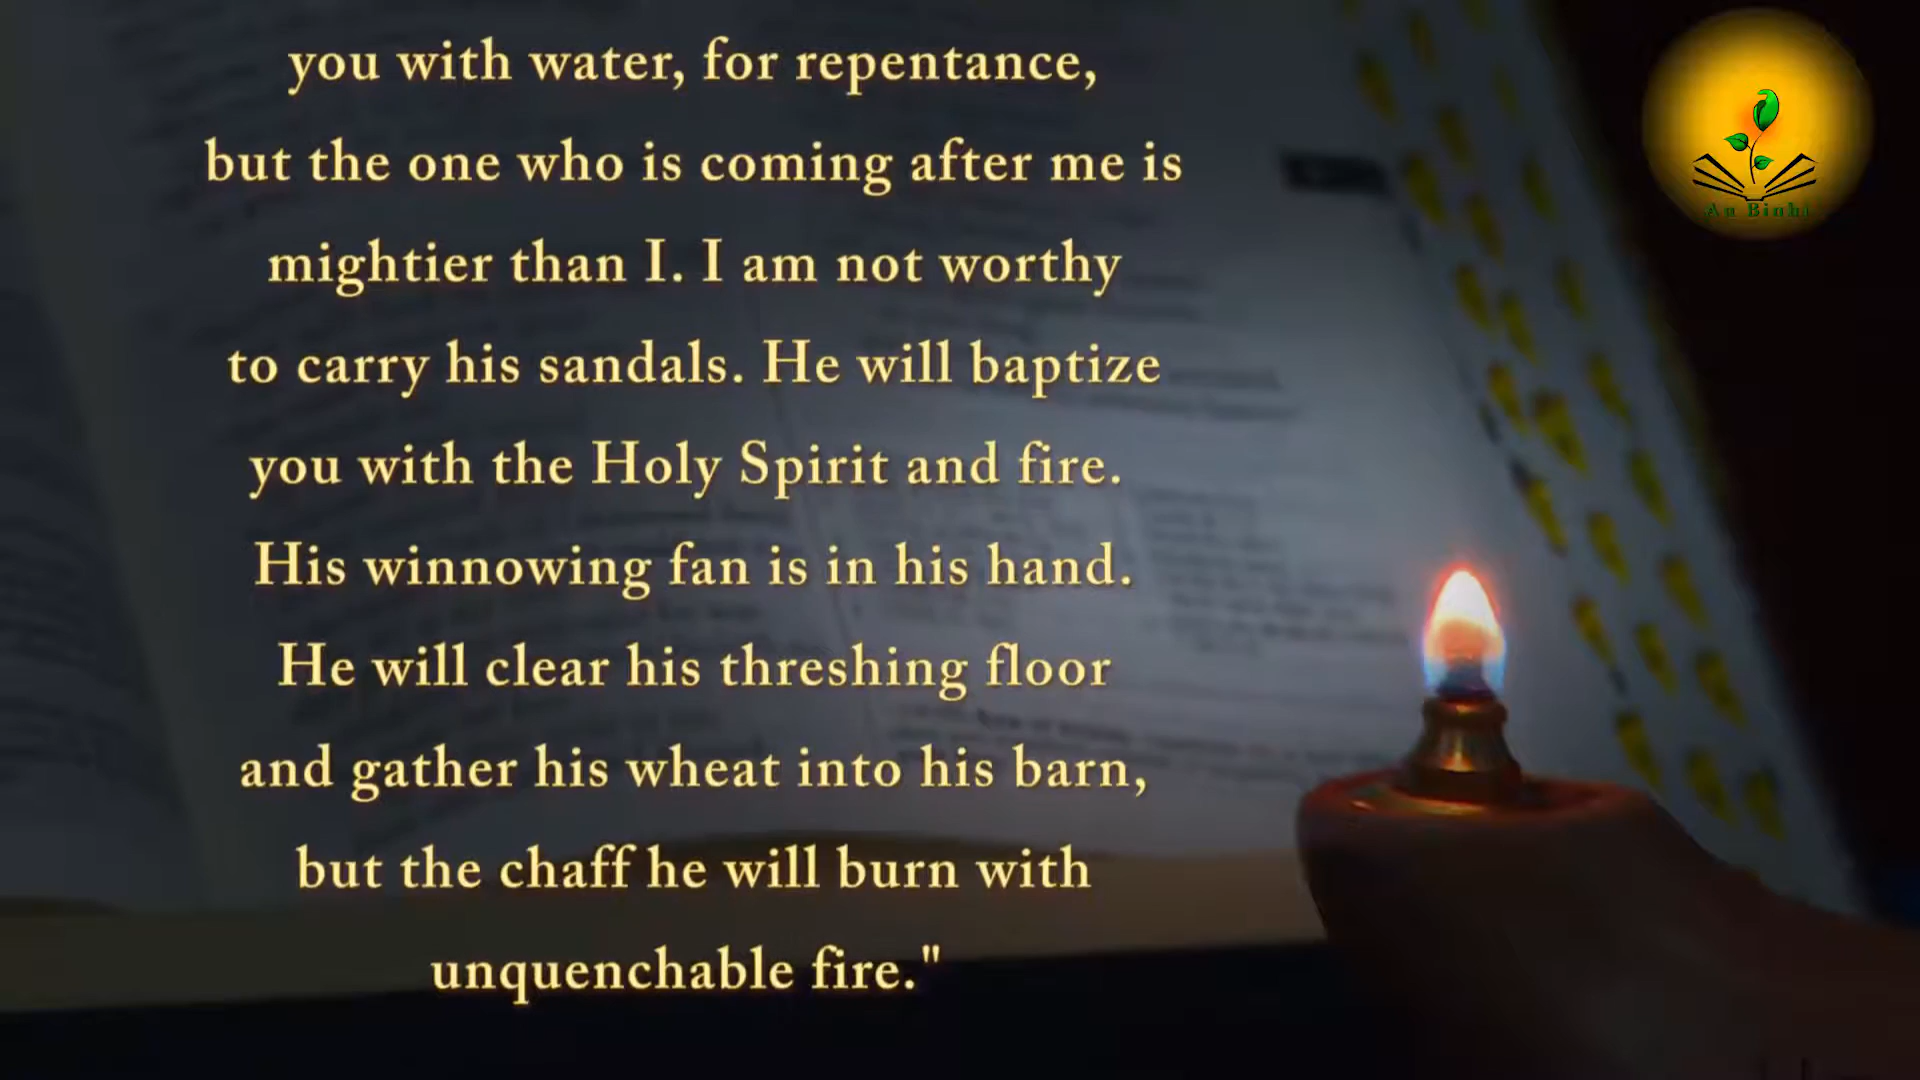 you with water, for repentance,
but the one who is coming after me is
mightier than I. I am not worthy
to carry his sandals. He will baptize
you with the Holy Spirit and fire.
His winnowing fan is in his hand.
He will clear his threshing floor
and gather his wheat into his barn,
but the chaff he will burn with
unquenchable fire."
An Binhi